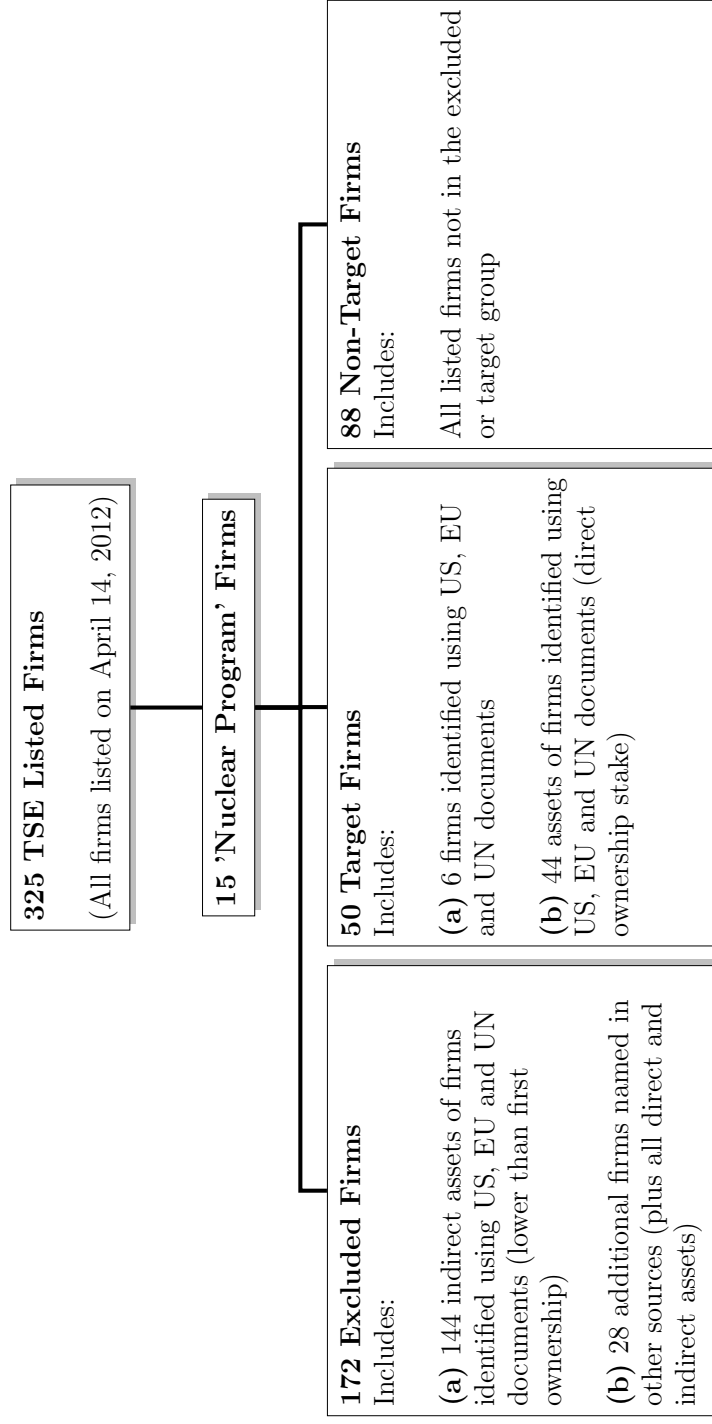 325 TSE Listed Firms
(All firms listed on April 14, 2012)
15 'Nuclear Program' Firms
172 Excluded Firms
Includes:
(a) 144 indirect assets of firms
identified using US, EU and UN
documents (lower than first
ownership)
(b) 28 additional firms named in
other sources (plus all direct and
indirect assets)
50 Target Firms
Includes:
(a) 6 firms identified using US, EU
and UN documents
(b) 44 assets of firms identified using
US, EU and UN documents (direct
ownership stake)
88 Non-Target Firms
Includes:
All listed firms not in the excluded
or target group